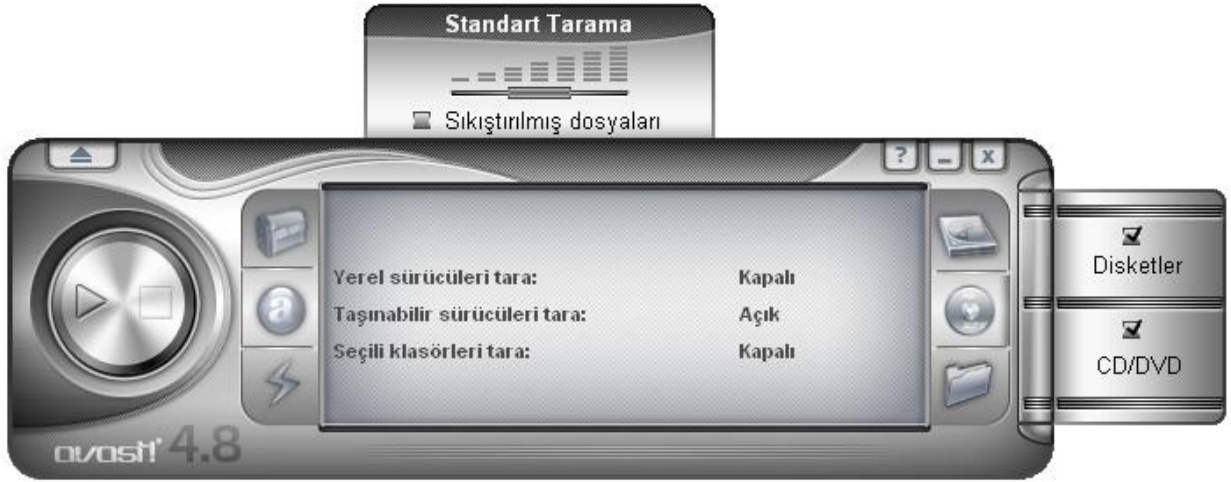 Standart Tarama
Sıkıştırılmış dosyaları
? _ x
Yerel sürücüleri tara: Kapalı
Taşınabilir sürücüleri tara: Açık
Seçili klasörleri tara: Kapalı
Disketler
CD/DVD
a
avast! 4.8